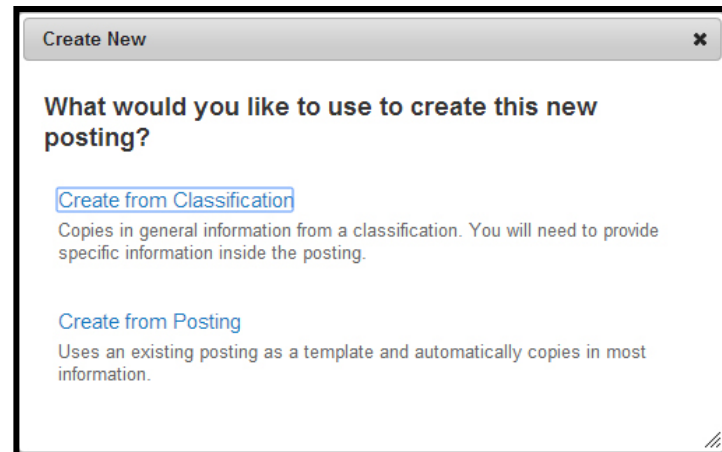 Create New
What would you like to use to create this new
posting?
Create from Classification
Copies in general information from a classification. You will need to provide
specific information inside the posting.
Create from Posting
Uses an existing posting as a template and automatically copies in most
information.